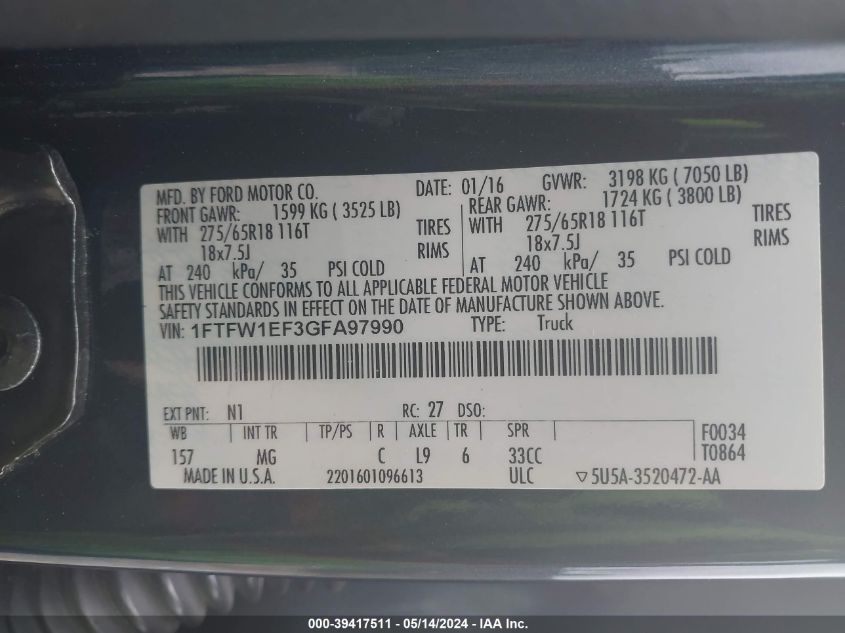 MFD. BY FORD MOTOR CO. DATE: 01/16 GVWR: 3198 KG ( 7050 LB)
FRONT GAWR: 1599 KG ( 3525 LB) REAR GAWR: 1724 KG ( 3800 LB)
WITH 275/65R18 116T TIRES WITH 275/65R18 116T TIRES
18x7.5J RIMS 18x7.5J RIMS
AT 240 kPa/ 35 PSI COLD AT 240 kPa/ 35 PSI COLD
THIS VEHICLE CONFORMS TO ALL APPLICABLE FEDERAL MOTOR VEHICLE
SAFETY STANDARDS IN EFFECT ON THE DATE OF MANUFACTURE SHOWN ABOVE.
VIN: 1FTFW1EF3GFA97990 TYPE: Truck
EXT PNT: N1 RC: 27 DSO:
WB INT TR TP/PS R AXLE TR SPR F0034
157 MG C L9 6 33CC T0864
MADE IN U.S.A. 2201601096613 ULC ▽5U5A-3520472-AA
000-39417511 - 05/14/2024 - IAA Inc.